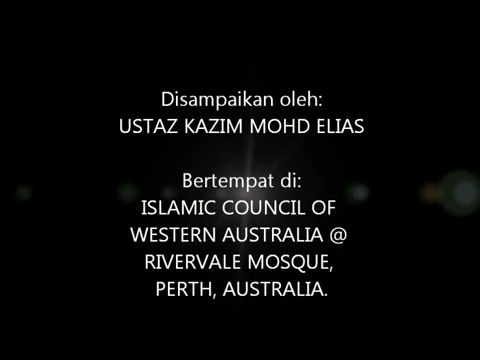 Disampaikan oleh:
USTAZ KAZIM MOHD ELIAS
Bertempat di:
ISLAMIC COUNCIL OF
WESTERN AUSTRALIA @
RIVERVALE MOSQUE,
PERTH, AUSTRALIA.